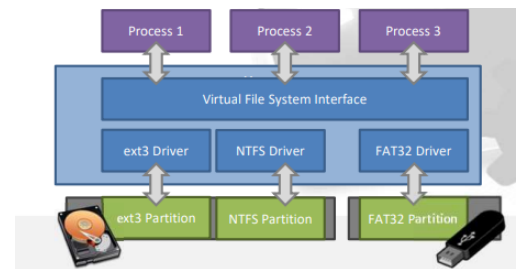 Process 1
Process 2
Process 3
Virtual File System Interface
ext3 Driver
NTFS Driver
FAT32 Driver
ext3 Partition
NTFS Partition
FAT32 Partition